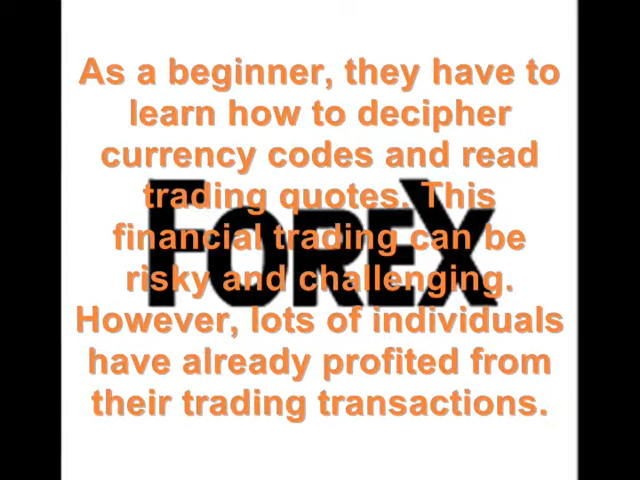 As a beginner, they have to
learn how to decipher
currency codes and read
trading quotes. This
financial trading can be
risky and challenging.
However, lots of individuals
have already profited from
their trading transactions.
FOREX